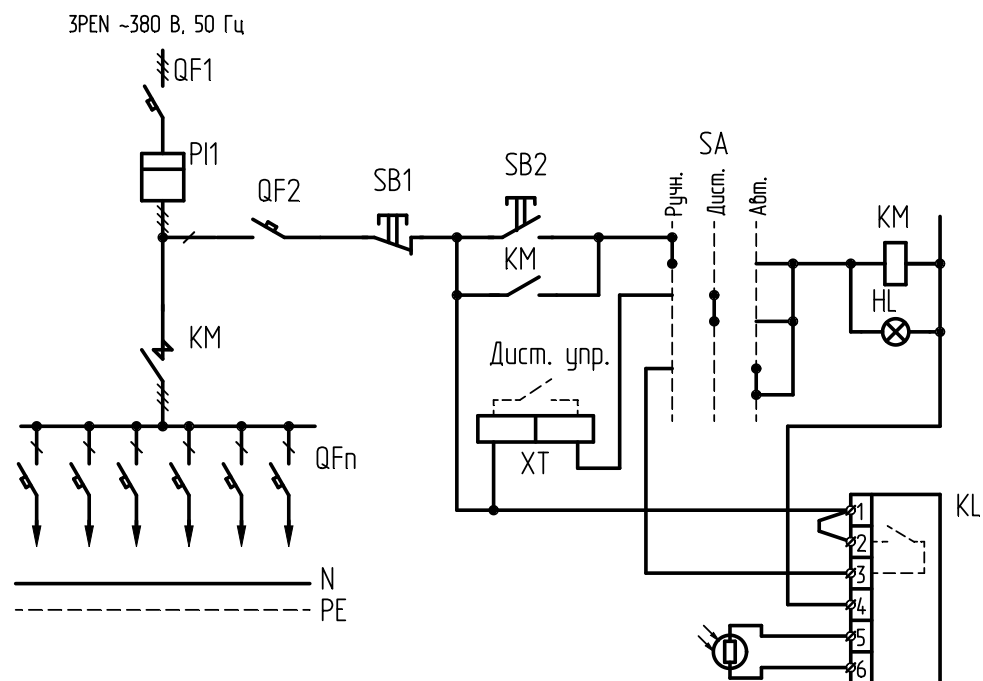 3PEN ~380 В, 50 Гц
QF1
PI1
QF2
SB1
SB2
SA
Ручн.
Дист.
Авт.
KM
KM
HL
KM
Дист. упр.
XT
QFn
KL
1
2
3
4
5
6
N
PE